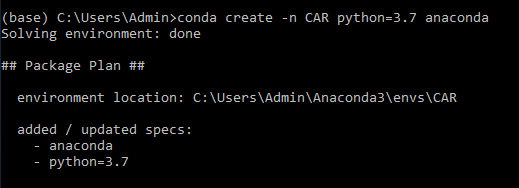 (base) C:\Users\Admin>conda create -n CAR python=3.7 anaconda
Solving environment: done
## Package Plan ##
environment location: C:\Users\Admin\Anaconda3\envs\CAR
added / updated specs:
- anaconda
- python=3.7